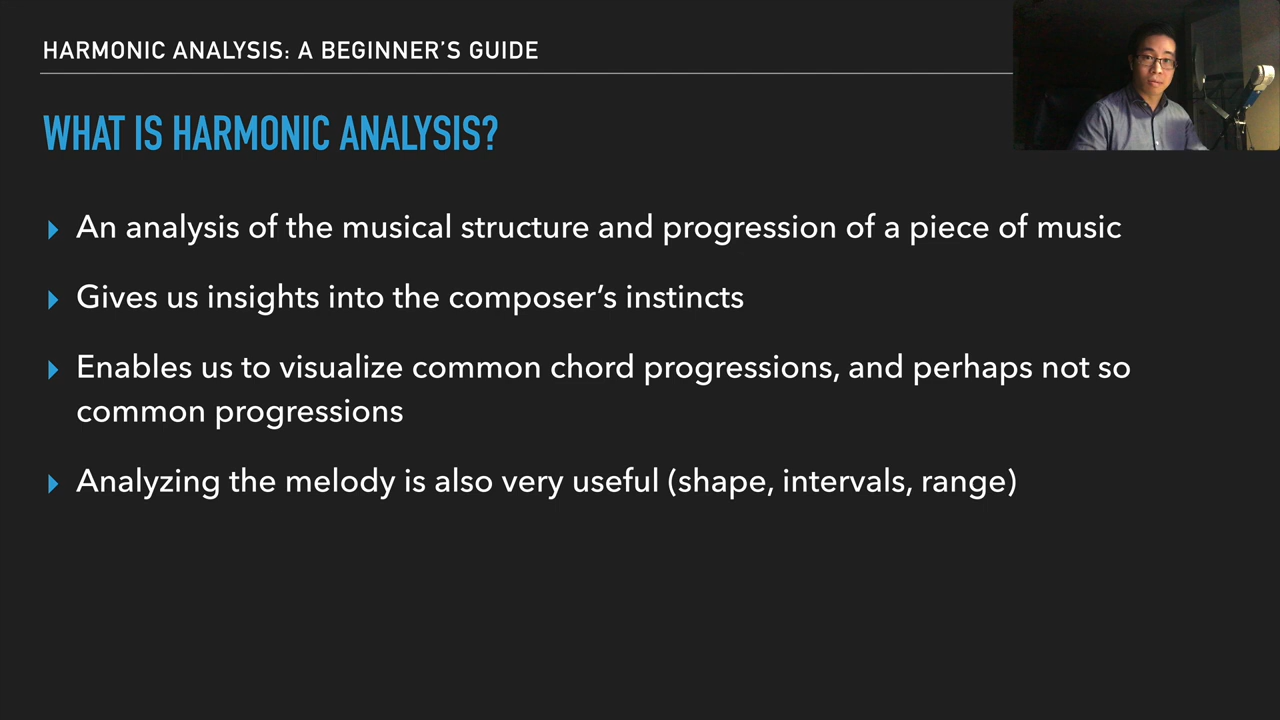 HARMONIC ANALYSIS: A BEGINNER’S GUIDE
WHAT IS HARMONIC ANALYSIS?
An analysis of the musical structure and progression of a piece of music
Gives us insights into the composer’s instincts
Enables us to visualize common chord progressions, and perhaps not so
common progressions
Analyzing the melody is also very useful (shape, intervals, range)